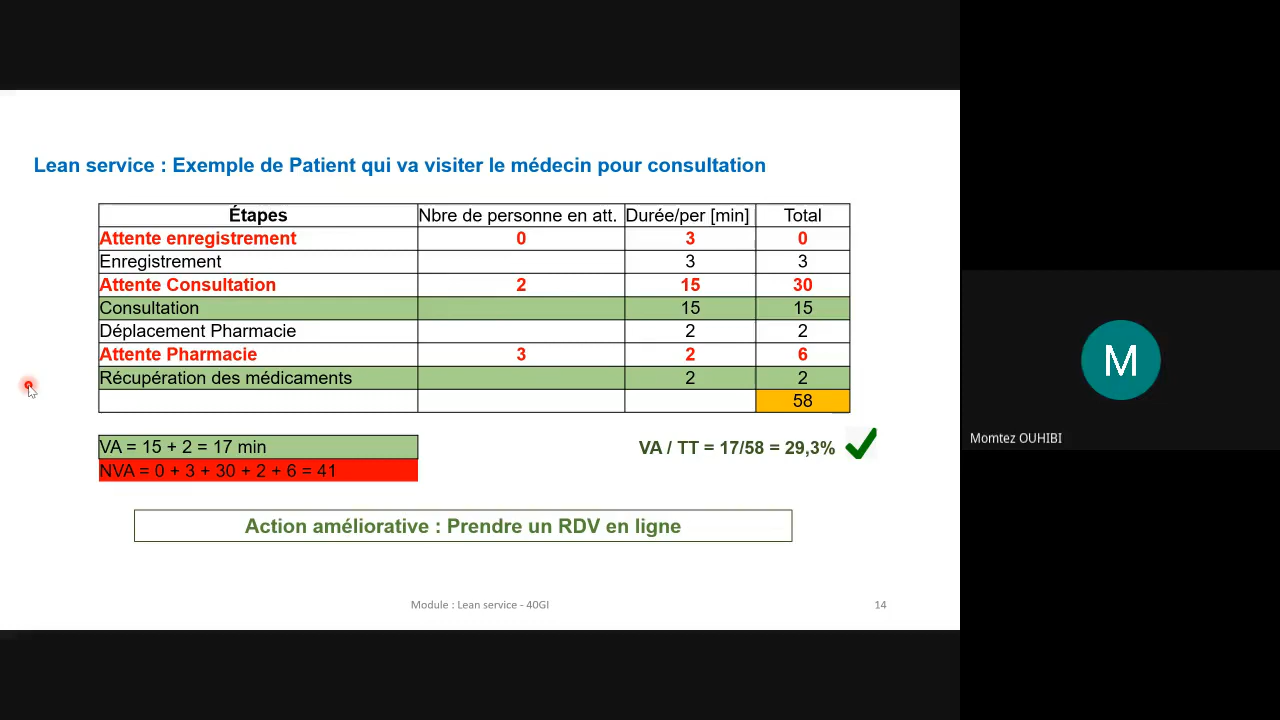 Lean service : Exemple de Patient qui va visiter le médecin pour consultation
Étapes Nbre de personne en att. Durée/per [min] Total
Attente enregistrement 0 3 0
Enregistrement 3 3
Attente Consultation 2 15 30
Consultation 15 15
Déplacement Pharmacie 2 2
Attente Pharmacie 3 2 6
Récupération des médicaments 2 2
58
VA = 15 + 2 = 17 min
NVA = 0 + 3 + 30 + 2 + 6 = 41
VA / TT = 17/58 = 29,3%
Action améliorative : Prendre un RDV en ligne
Module : Lean service - 40GI 14
M
Momtez OUHIBI